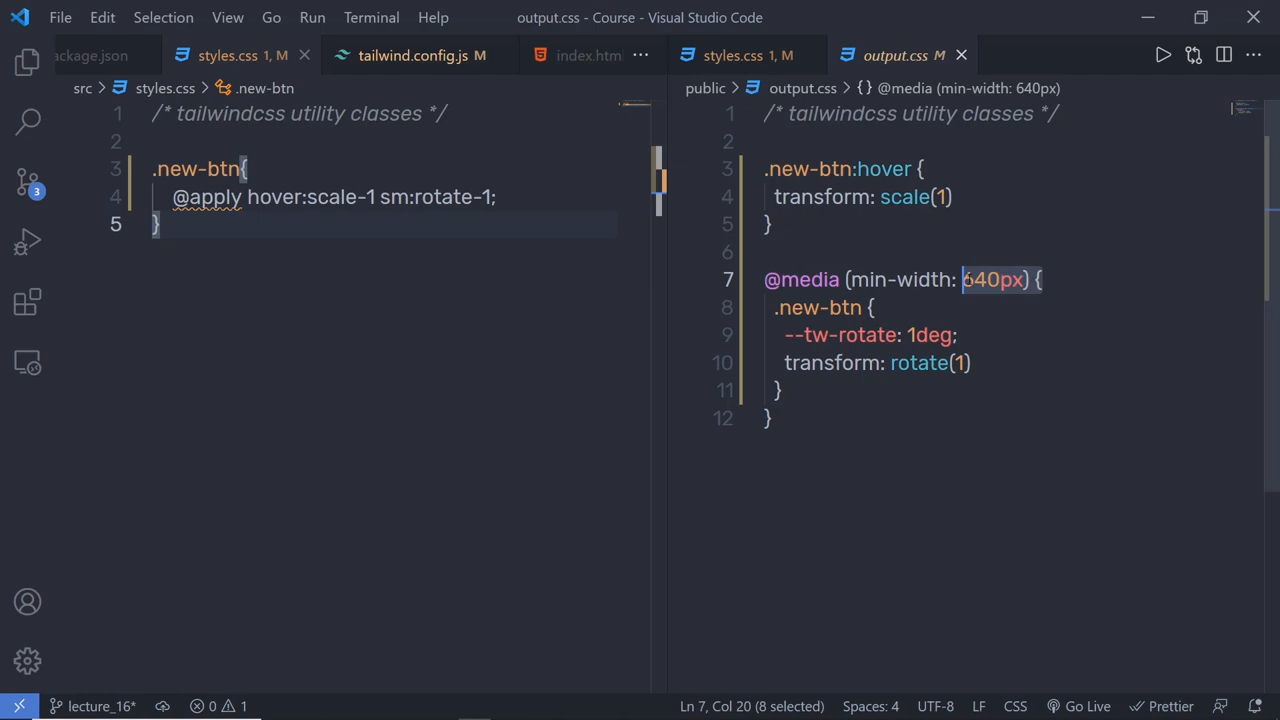 File Edit Selection View Go Run Terminal Help output.css - Course - Visual Studio Code
ackage.json styles.css 1, M tailwind.config.js M index.htm ···
src > styles.css > .new-btn
1 /* tailwindcss utility classes */
2
3 .new-btn{
4 @apply hover:scale-1 sm:rotate-1;
5 }
styles.css 1, M output.css M ···
public > output.css > {} @media (min-width: 640px)
1 /* tailwindcss utility classes */
2
3 .new-btn:hover {
4 transform: scale(1)
5 }
6
7 @media (min-width: 640px) {
8 .new-btn {
9 --tw-rotate: 1deg;
10 transform: rotate(1)
11 }
12 }
3
lecture_16* 0 1 Ln 7, Col 20 (8 selected) Spaces: 4 UTF-8 LF CSS Go Live Prettier